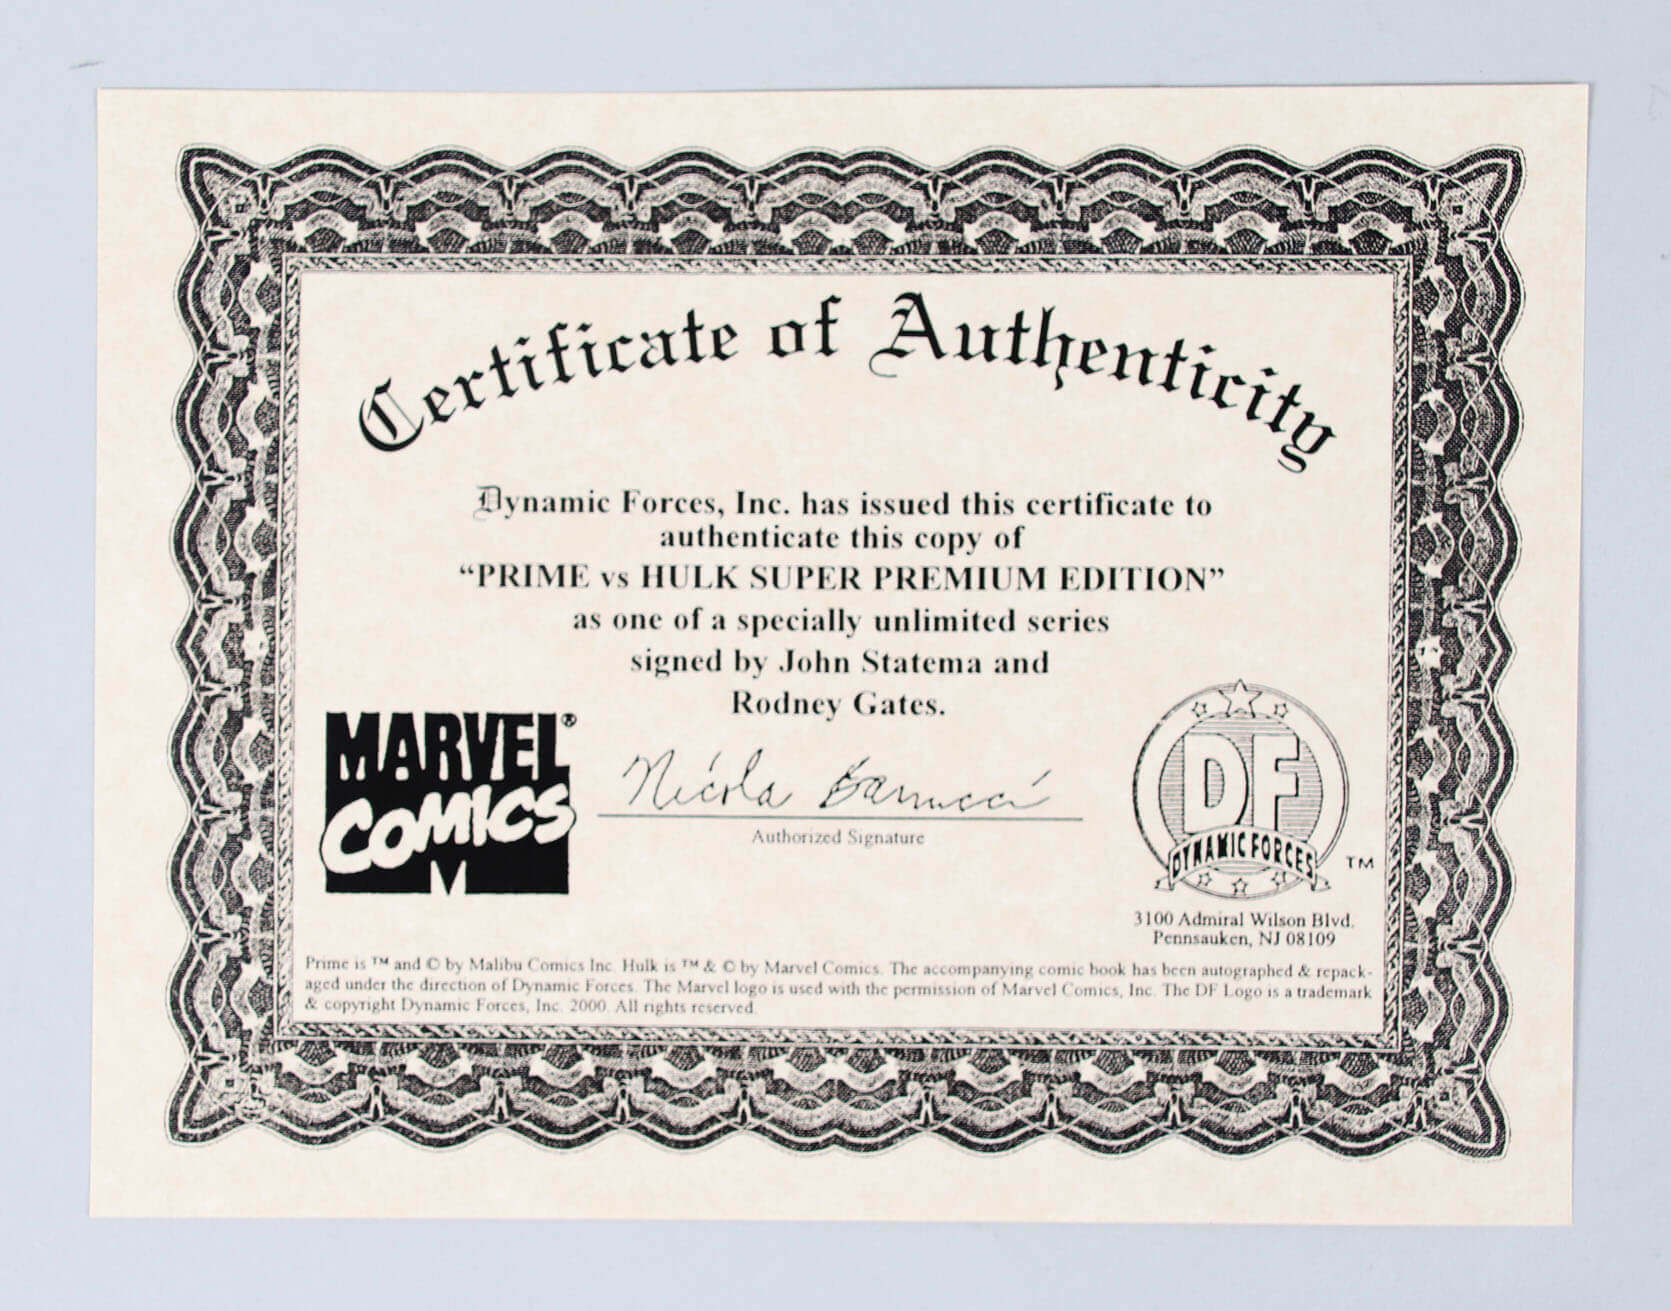 Certificate of Authenticity
Dynamic Forces, Inc. has issued this certificate to
authenticate this copy of
“PRIME vs HULK SUPER PREMIUM EDITION”
as one of a specially unlimited series
signed by John Statema and
Rodney Gates.
MARVEL®
COMICS
M
Nicola Barrucci
Authorized Signature
DF
DYNAMIC FORCES
TM
3100 Admiral Wilson Blvd.
Pennsauken, NJ 08109
Prime is ™ and © by Malibu Comics Inc. Hulk is ™ & © by Marvel Comics. The accompanying comic book has been autographed & repack-
aged under the direction of Dynamic Forces. The Marvel logo is used with the permission of Marvel Comics, Inc. The DF Logo is a trademark
& copyright Dynamic Forces, Inc. 2000. All rights reserved.